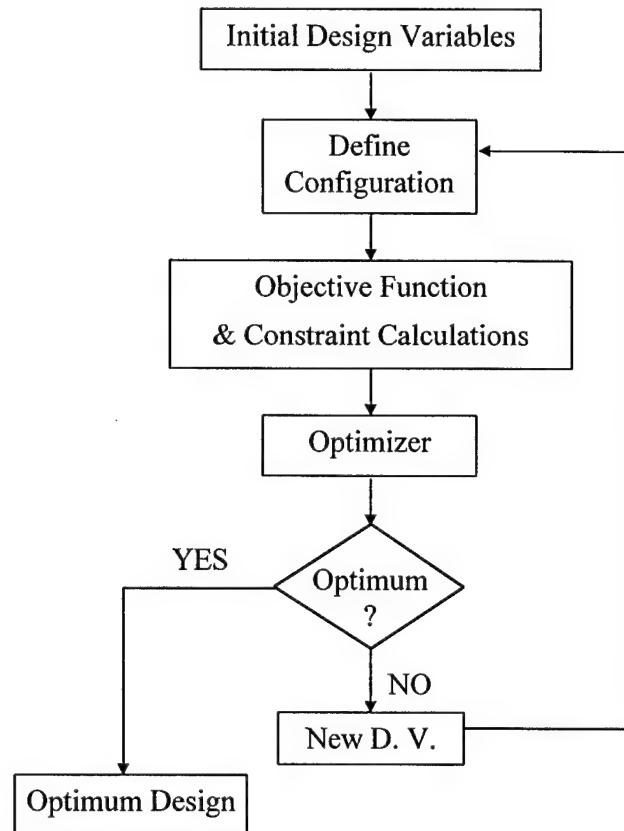 Initial Design Variables
Define
Configuration
Objective Function
& Constraint Calculations
Optimizer
Optimum
?
YES
NO
New D. V.
Optimum Design